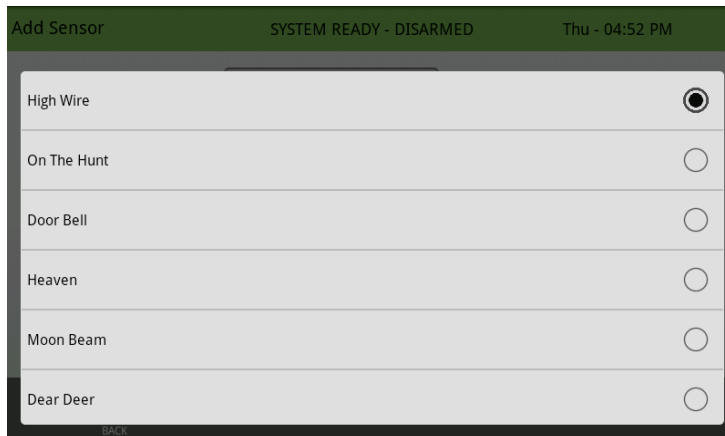 Add Sensor SYSTEM READY - DISARMED Thu - 04:52 PM
High Wire
On The Hunt
Door Bell
Heaven
Moon Beam
Dear Deer
BACK